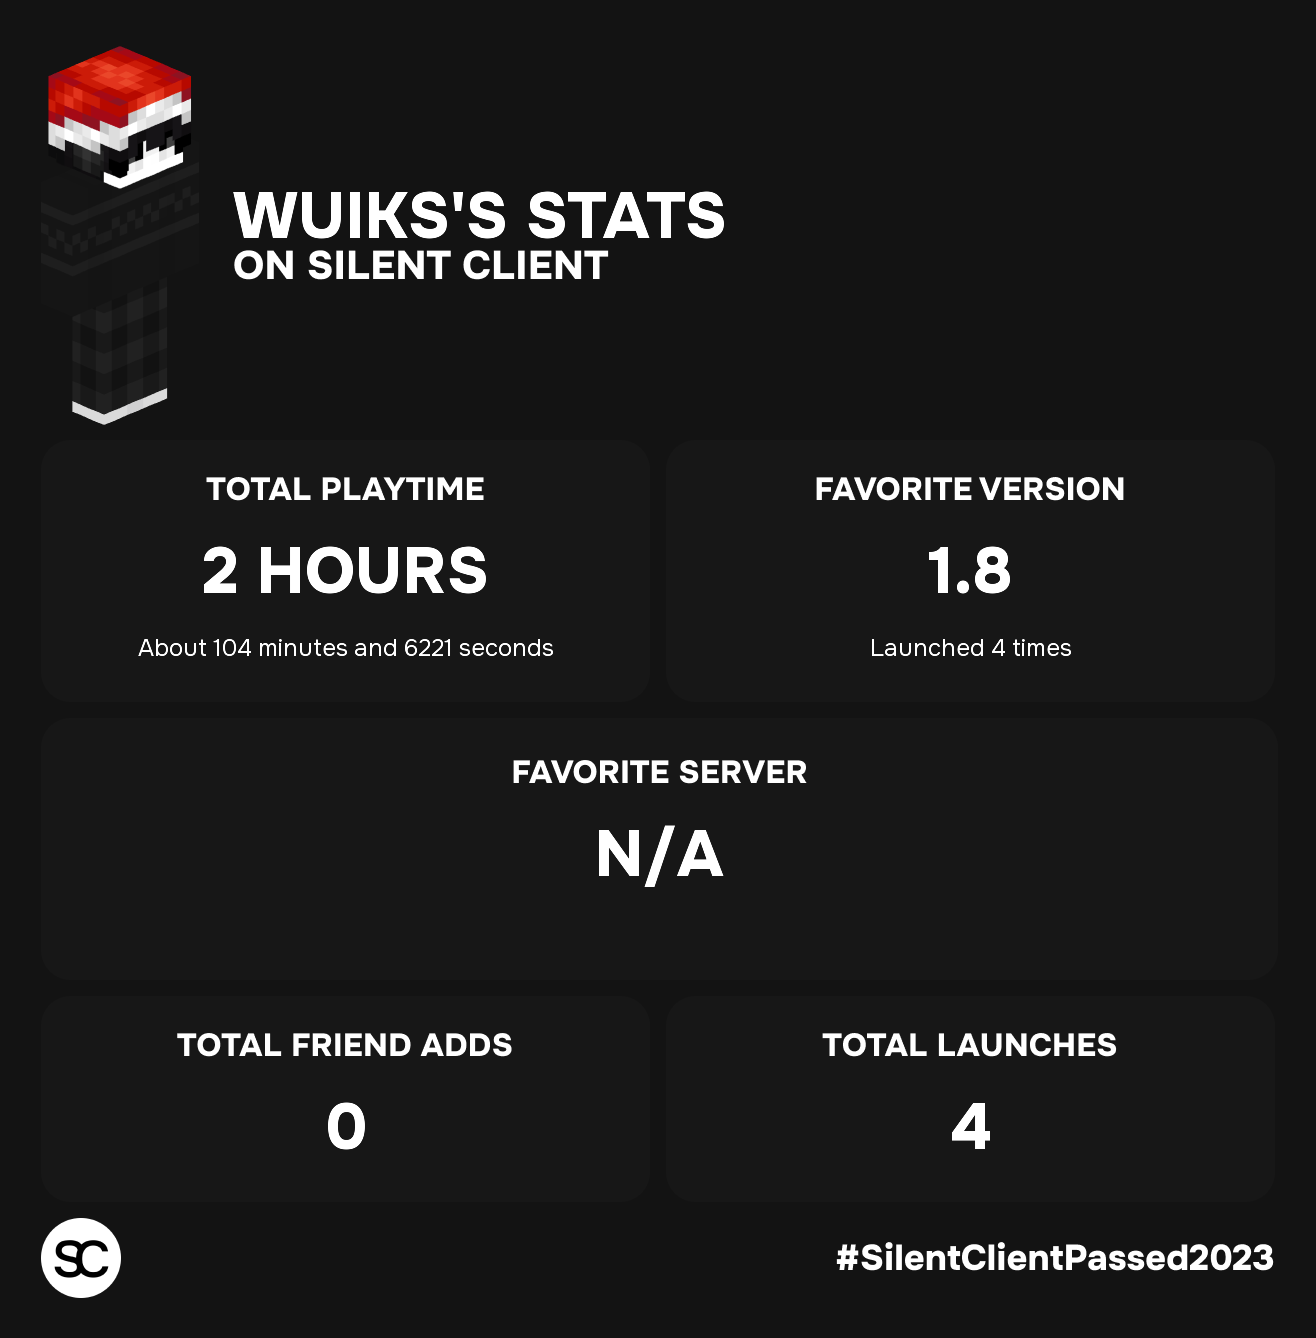 WUIKS'S STATS
ON SILENT CLIENT
TOTAL PLAYTIME
2 HOURS
About 104 minutes and 6221 seconds
FAVORITE VERSION
1.8
Launched 4 times
FAVORITE SERVER
N/A
TOTAL FRIEND ADDS
0
TOTAL LAUNCHES
4
SC
#SilentClientPassed2023